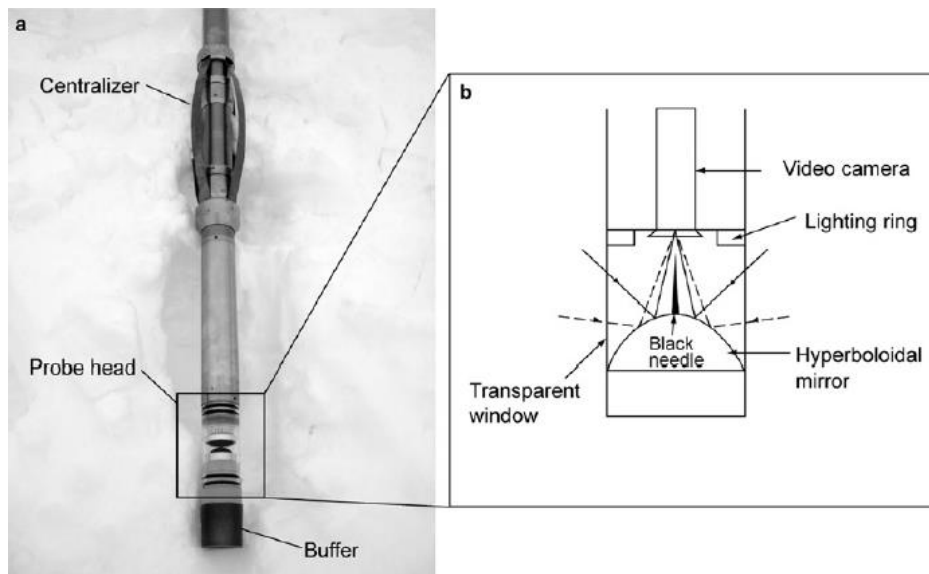 a
Centralizer
Probe head
Buffer
b
Video camera
Lighting ring
Black
needle
Hyperboloidal
mirror
Transparent
window